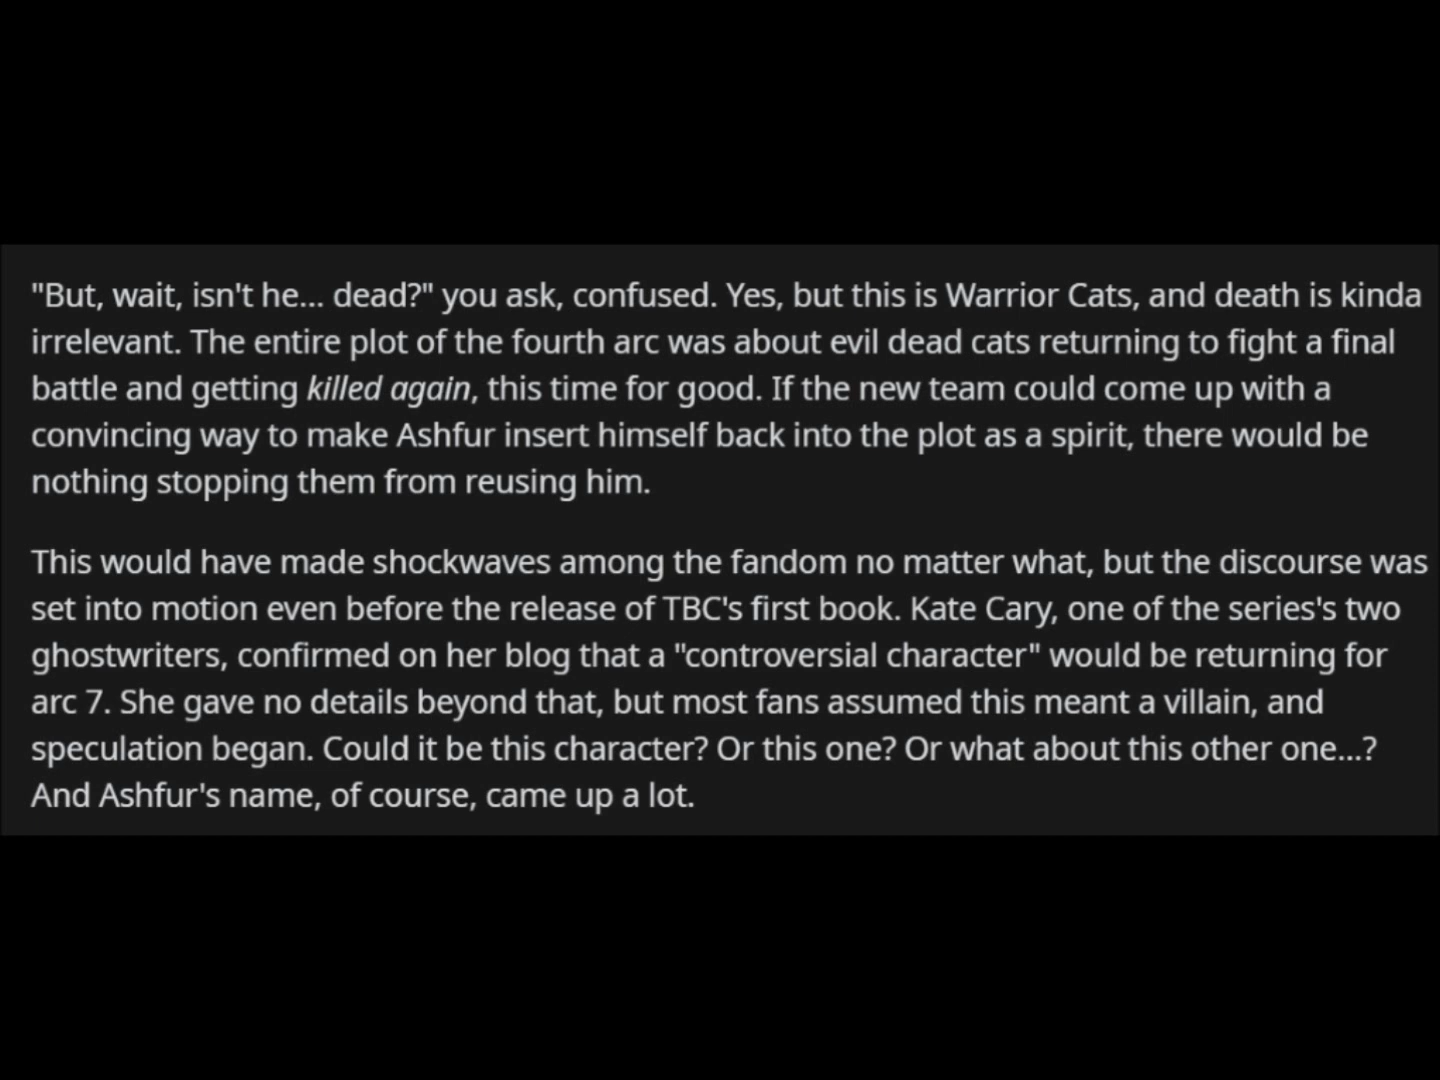 "But, wait, isn't he... dead?" you ask, confused. Yes, but this is Warrior Cats, and death is kinda
irrelevant. The entire plot of the fourth arc was about evil dead cats returning to fight a final
battle and getting killed again, this time for good. If the new team could come up with a
convincing way to make Ashfur insert himself back into the plot as a spirit, there would be
nothing stopping them from reusing him.
This would have made shockwaves among the fandom no matter what, but the discourse was
set into motion even before the release of TBC's first book. Kate Cary, one of the series's two
ghostwriters, confirmed on her blog that a "controversial character" would be returning for
arc 7. She gave no details beyond that, but most fans assumed this meant a villain, and
speculation began. Could it be this character? Or this one? Or what about this other one...?
And Ashfur's name, of course, came up a lot.